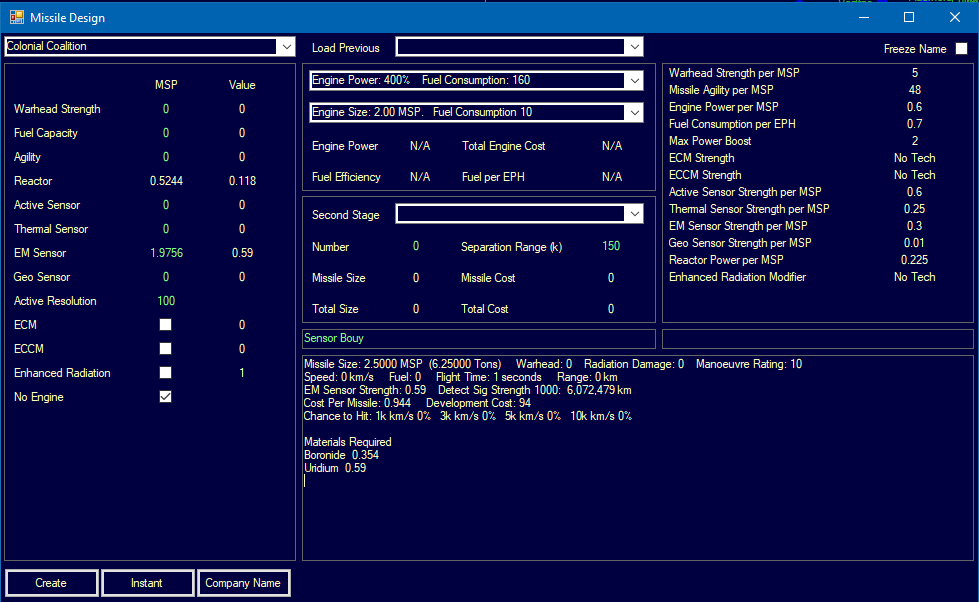 Missile Design
Colonial Coalition
Load Previous
Freeze Name
MSP Value
Warhead Strength 0 0
Fuel Capacity 0 0
Agility 0 0
Reactor 0.5244 0.118
Active Sensor 0 0
Thermal Sensor 0 0
EM Sensor 1.9756 0.59
Geo Sensor 0 0
Active Resolution 100
ECM 0
ECCM 0
Enhanced Radiation 1
No Engine
Engine Power: 400% Fuel Consumption: 160
Engine Size: 2.00 MSP. Fuel Consumption 10
Engine Power N/A Total Engine Cost N/A
Fuel Efficiency N/A Fuel per EPH N/A
Second Stage
Number 0 Separation Range (k) 150
Missile Size 0 Missile Cost 0
Total Size 0 Total Cost 0
Warhead Strength per MSP 5
Missile Agility per MSP 48
Engine Power per MSP 0.6
Fuel Consumption per EPH 0.7
Max Power Boost 2
ECM Strength No Tech
ECCM Strength No Tech
Active Sensor Strength per MSP 0.6
Thermal Sensor Strength per MSP 0.25
EM Sensor Strength per MSP 0.3
Geo Sensor Strength per MSP 0.01
Reactor Power per MSP 0.225
Enhanced Radiation Modifier No Tech
Sensor Bouy
Missile Size: 2.5000 MSP (6.25000 Tons) Warhead: 0 Radiation Damage: 0 Manoeuvre Rating: 10
Speed: 0 km/s Fuel: 0 Flight Time: 1 seconds Range: 0 km
EM Sensor Strength: 0.59 Detect Sig Strength 1000: 6,072,479 km
Cost Per Missile: 0.944 Development Cost: 94
Chance to Hit: 1k km/s 0% 3k km/s 0% 5k km/s 0% 10k km/s 0%
Materials Required
Boronide 0.354
Uridium 0.59
Create Instant Company Name